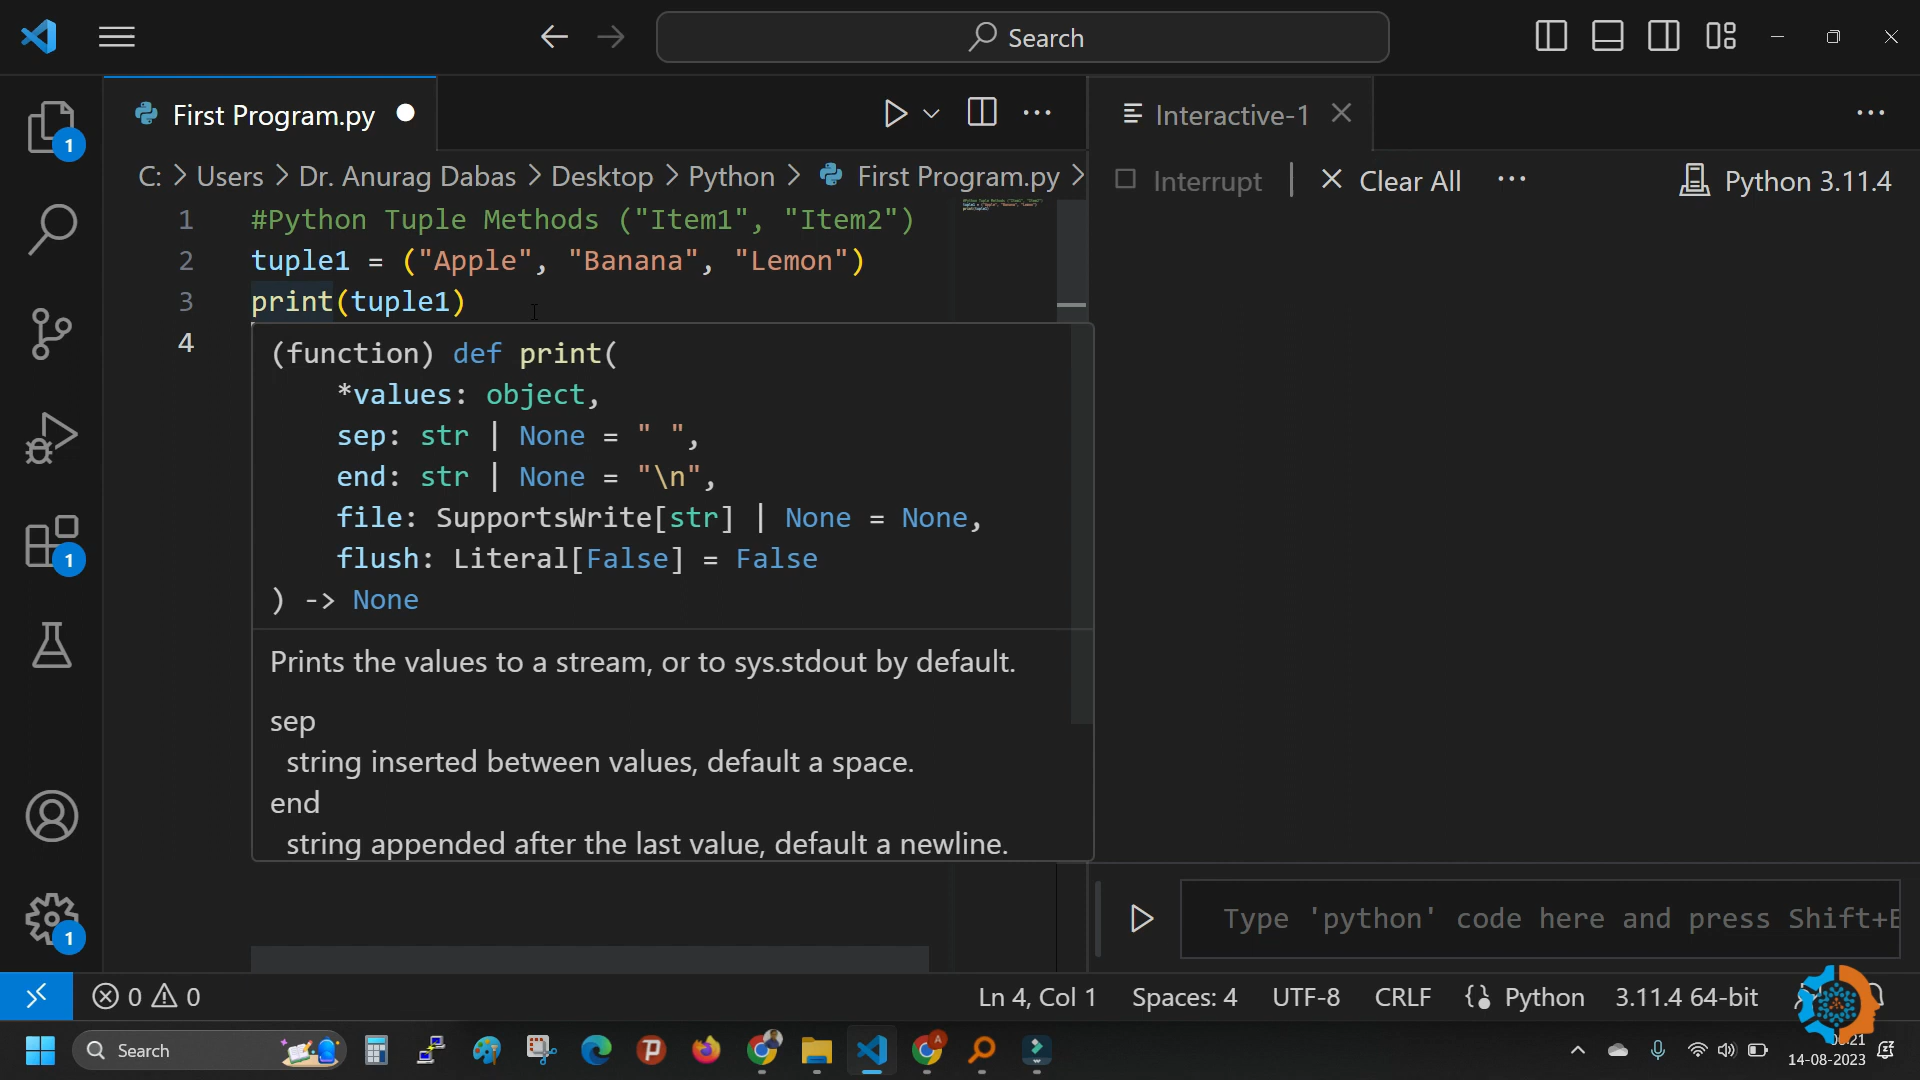 Search
First Program.py
Interactive-1
C: > Users > Dr. Anurag Dabas > Desktop > Python > First Program.py >
Interrupt | Clear All ... Python 3.11.4
1 #Python Tuple Methods ("Item1", "Item2")
2 tuple1 = ("Apple", "Banana", "Lemon")
3 print(tuple1)
4
(function) def print(
*values: object,
sep: str | None = " ",
end: str | None = "\n",
file: SupportsWrite[str] | None = None,
flush: Literal[False] = False
) -> None
Prints the values to a stream, or to sys.stdout by default.
sep
string inserted between values, default a space.
end
string appended after the last value, default a newline.
1
1
1
Type 'python' code here and press Shift+E
0 0 Ln 4, Col 1 Spaces: 4 UTF-8 CRLF Python 3.11.4 64-bit
Search
14-08-2023